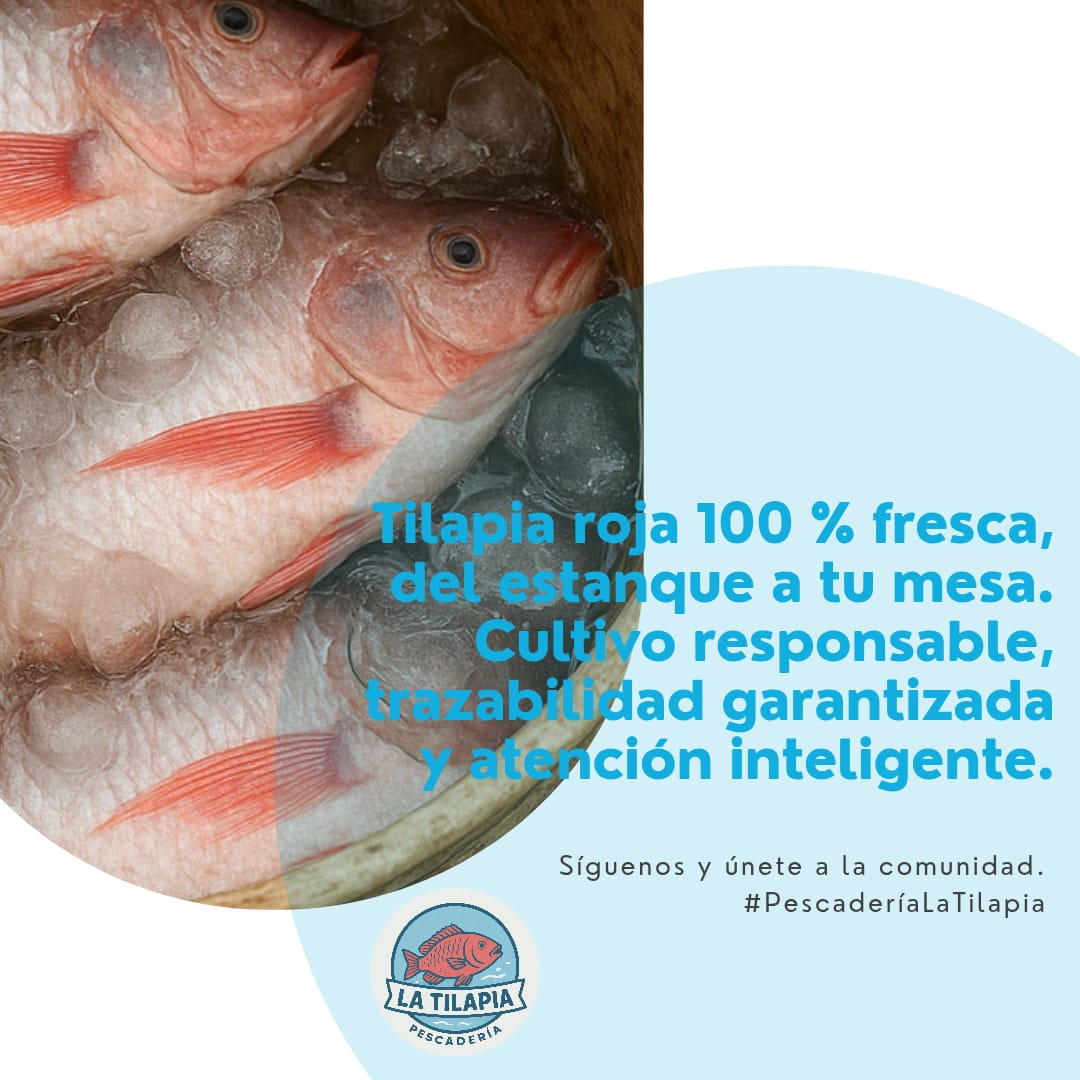 Tilapia roja 100 % fresca,
del estanque a tu mesa.
Cultivo responsable,
trazabilidad garantizada
y atención inteligente.
Síguenos y únete a la comunidad.
#PescaderíaLaTilapia
LA TILAPIA
PESCADERÍA